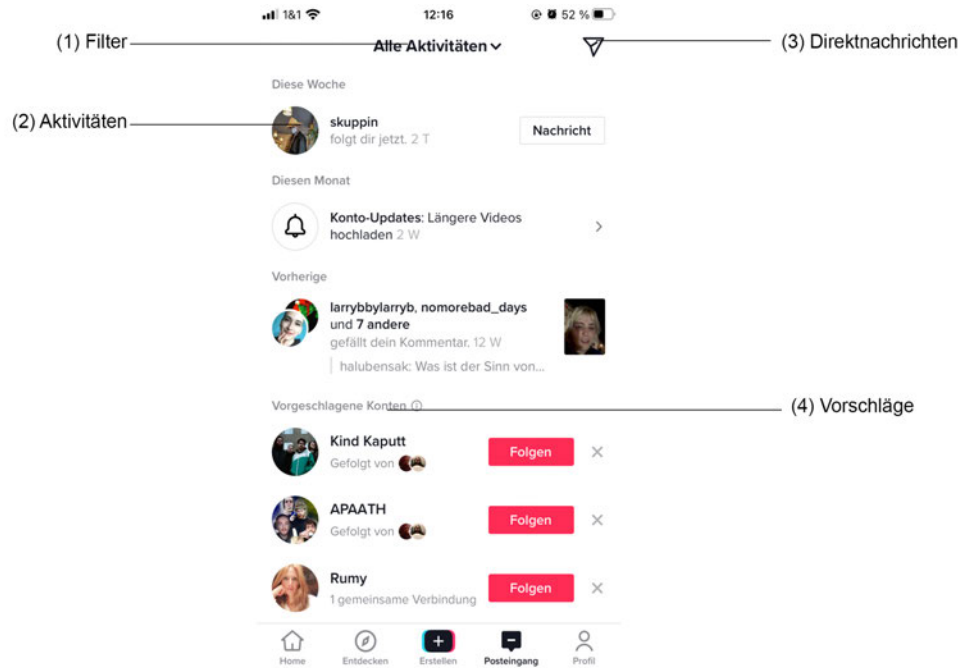 1&1 12:16 52 %
(1) Filter
Alle Aktivitäten
(3) Direktnachrichten
Diese Woche
(2) Aktivitäten
skuppin
folgt dir jetzt. 2 T
Nachricht
Diesen Monat
Konto-Updates: Längere Videos
hochladen 2 W
Vorherige
larrybbylarryb, nomorebad_days
und 7 andere
gefällt dein Kommentar. 12 W
halubensak: Was ist der Sinn von...
Vorgeschlagene Konten
(4) Vorschläge
Kind Kaputt
Gefolgt von
Folgen
APAATH
Gefolgt von
Folgen
Rumy
1 gemeinsame Verbindung
Folgen
Home Entdecken Erstellen Posteingang Profil